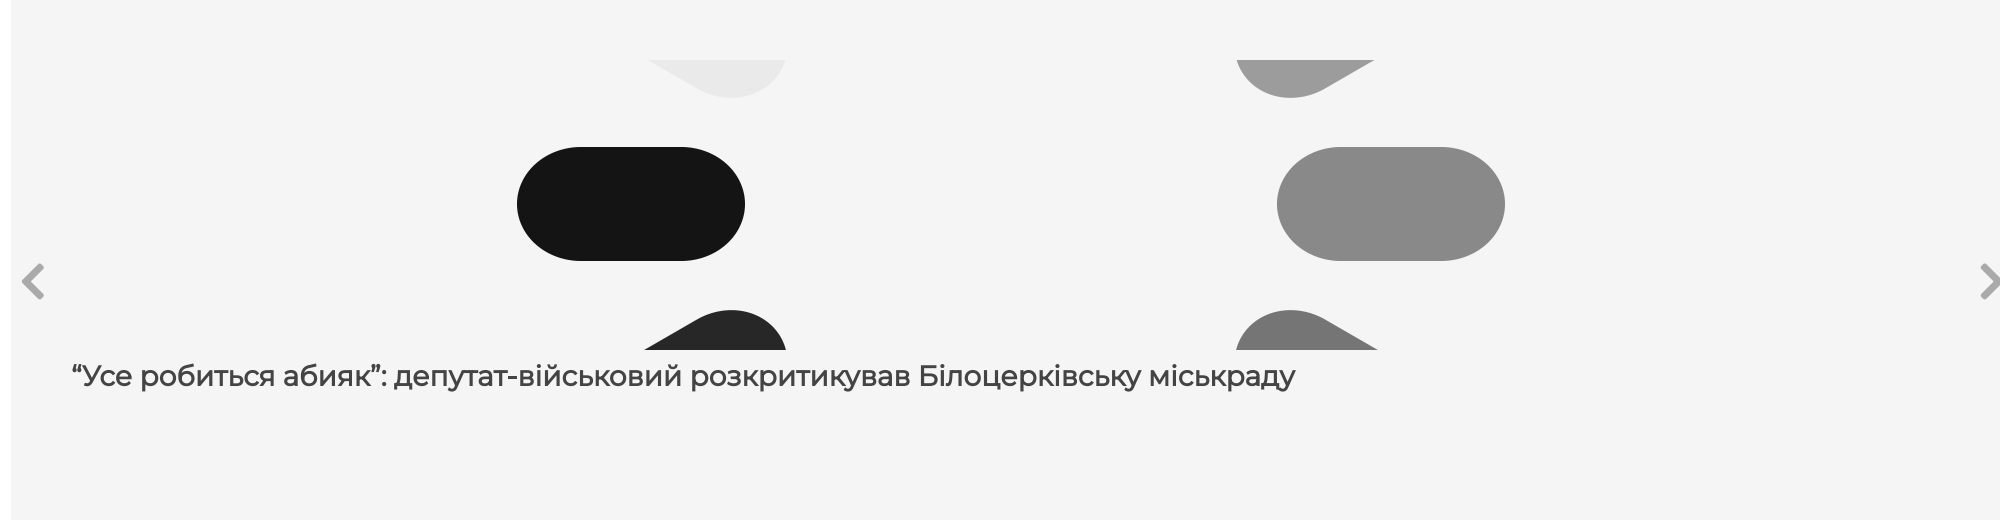 “Усе робиться абияк”: депутат-військовий розкритикував Білоцерківську міськраду